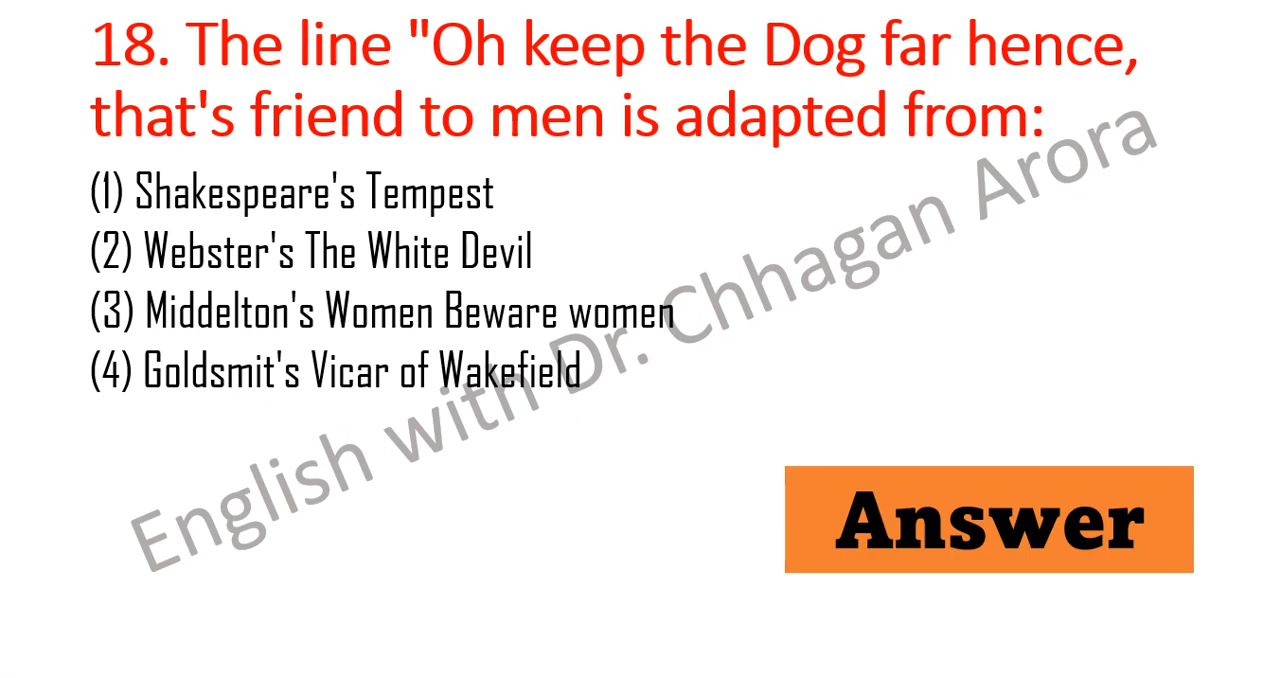 18. The line "Oh keep the Dog far hence,
that's friend to men is adapted from:
(1) Shakespeare's Tempest
(2) Webster's The White Devil
(3) Middelton's Women Beware women
(4) Goldsmit's Vicar of Wakefield
English with Dr. Chhagan Arora
Answer